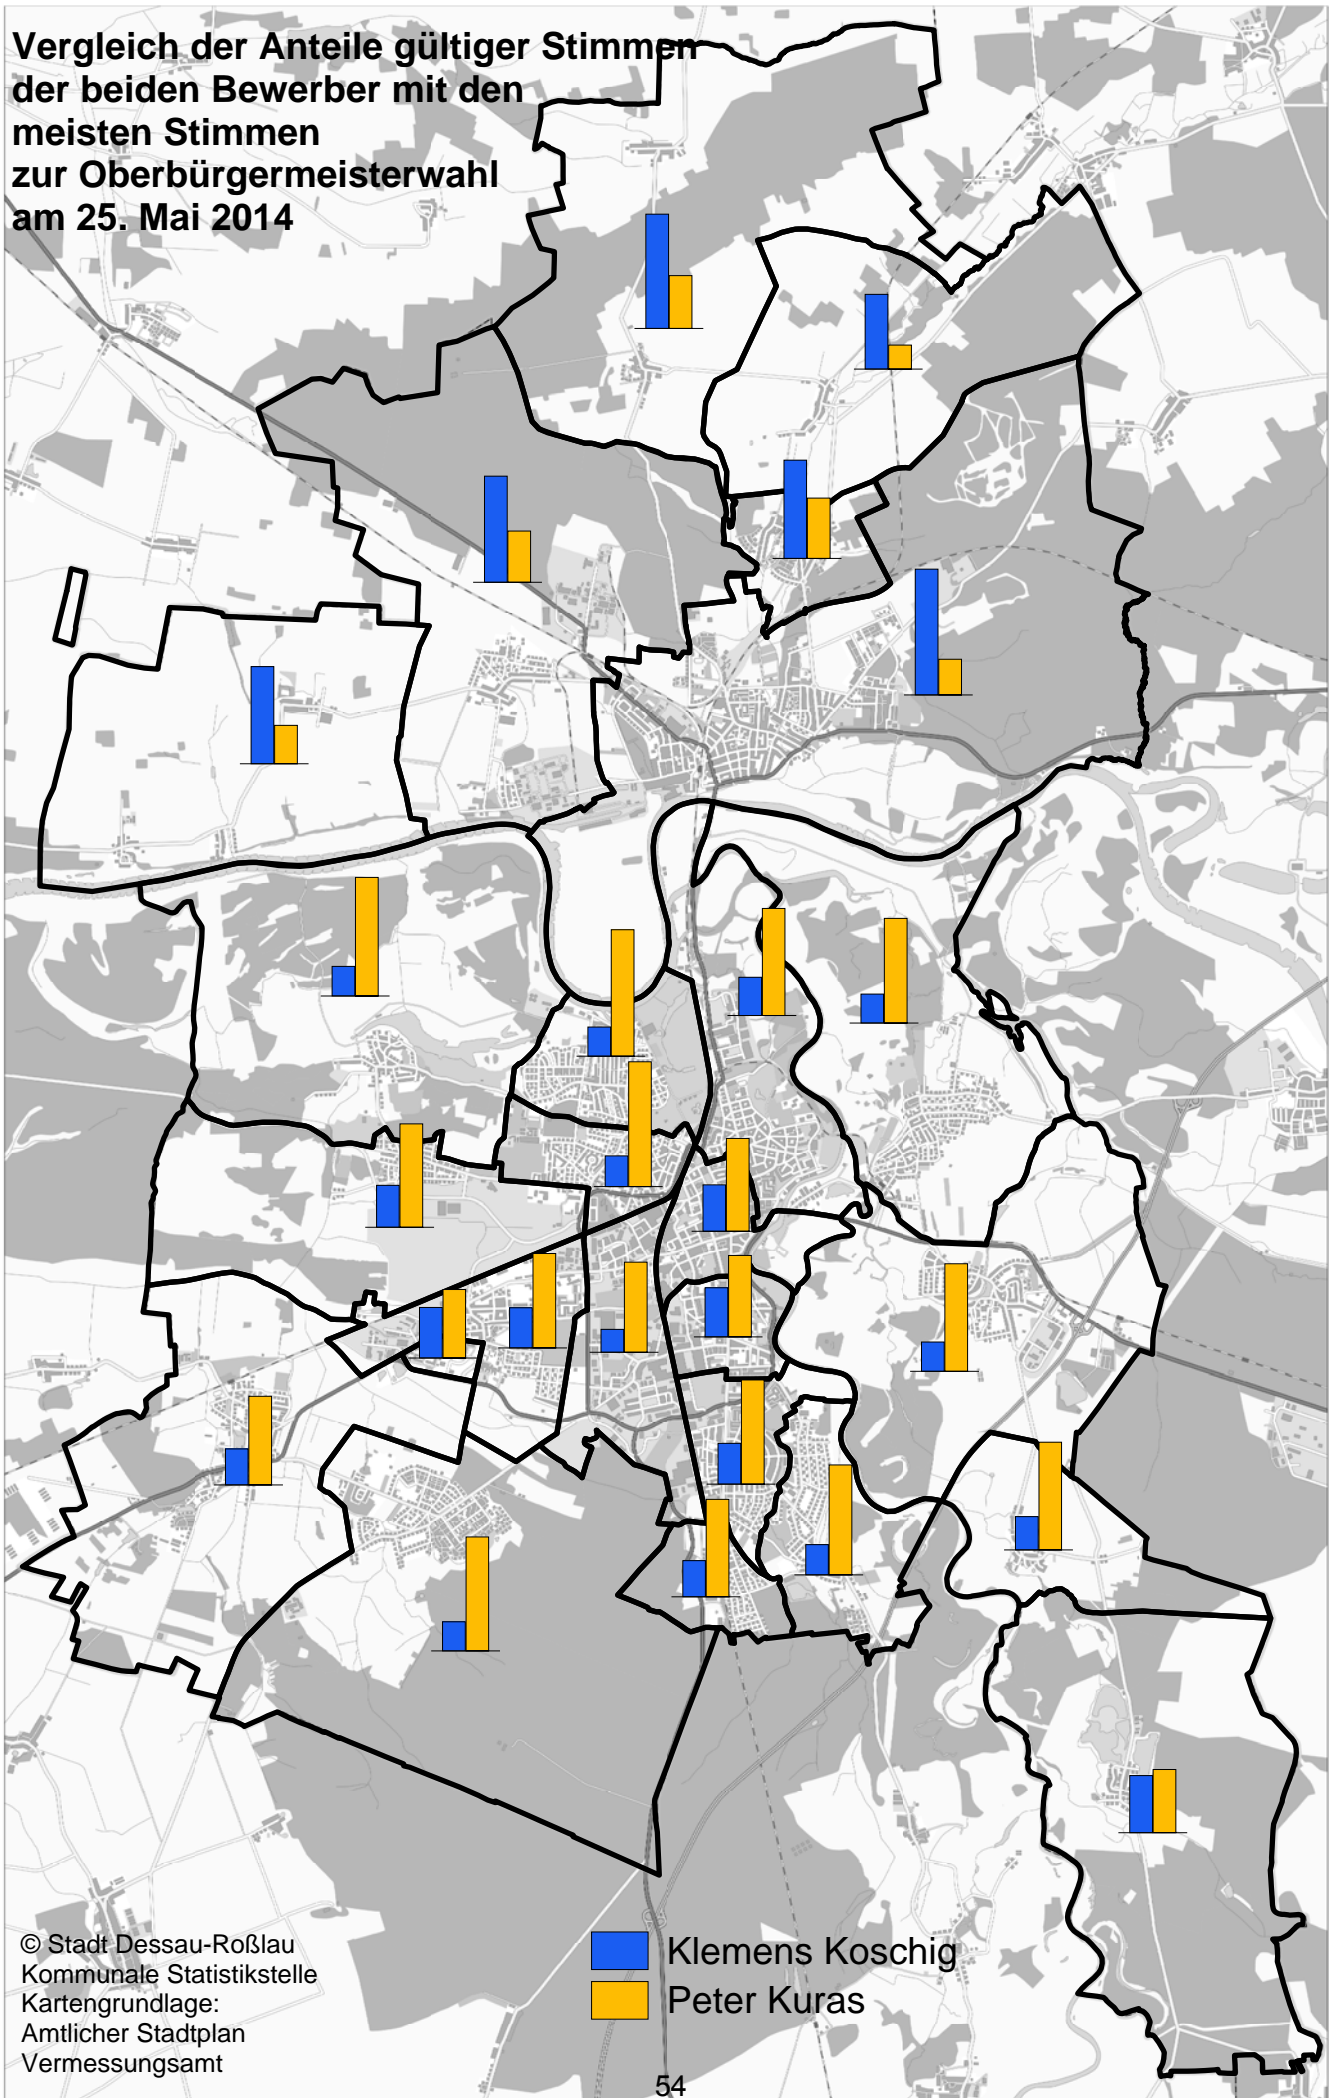 Vergleich der Anteile gültiger Stimmen
der beiden Bewerber mit den
meisten Stimmen
zur Oberbürgermeisterwahl
am 25. Mai 2014
© Stadt Dessau-Roßlau
Kommunale Statistikstelle
Kartengrundlage:
Amtlicher Stadtplan
Vermessungsamt
Klemens Koschig
Peter Kuras
54